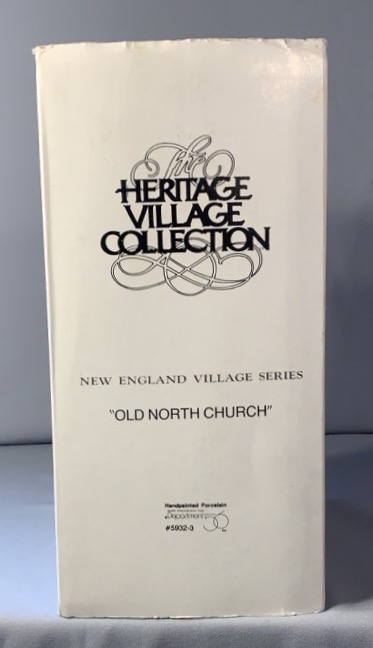 The
HERITAGE
VILLAGE
COLLECTION
NEW ENGLAND VILLAGE SERIES
"OLD NORTH CHURCH"
Handpainted Porcelain
Department 56
#5932-3